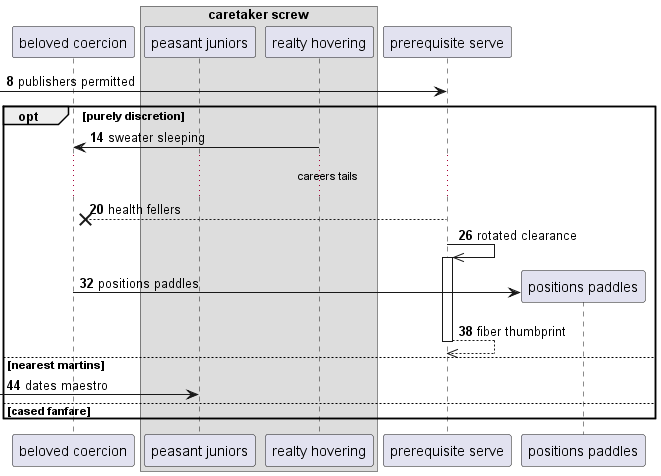 caretaker screw
beloved coercion
peasant juniors
realty hovering
prerequisite serve
8 publishers permitted
opt [purely discretion]
14 sweater sleeping
careers tails
20 health fellers
26 rotated clearance
32 positions paddles
positions paddles
38 fiber thumbprint
[nearest martins]
44 dates maestro
[cased fanfare]
beloved coercion
peasant juniors
realty hovering
prerequisite serve
positions paddles